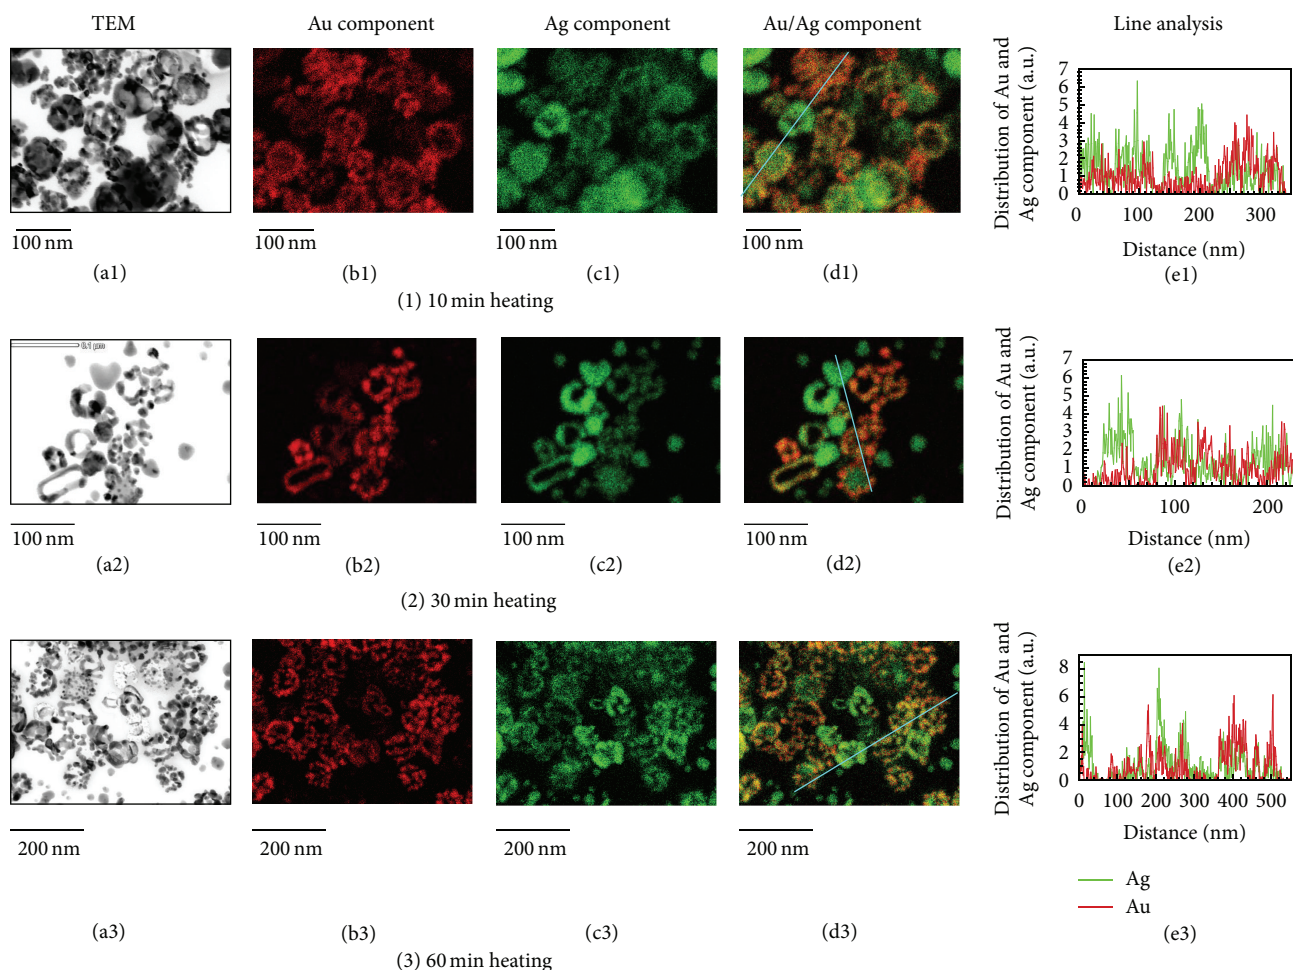 TEM
Au component
Ag component
Au/Ag component
Line analysis
Distribution of Au and
Ag component (a.u.)
7
6
5
4
3
2
1
0
0 100 200 300
Distance (nm)
100 nm
100 nm
100 nm
100 nm
(a1)
(b1)
(c1)
(d1)
(e1)
(1) 10 min heating
0.1 µm
Distribution of Au and
Ag component (a.u.)
7
6
5
4
3
2
1
0
0 100 200
Distance (nm)
100 nm
100 nm
100 nm
100 nm
(a2)
(b2)
(c2)
(d2)
(e2)
(2) 30 min heating
Distribution of Au and
Ag component (a.u.)
8
6
4
2
0
0 100 200 300 400 500
Distance (nm)
200 nm
200 nm
200 nm
200 nm
Ag
Au
(a3)
(b3)
(c3)
(d3)
(e3)
(3) 60 min heating